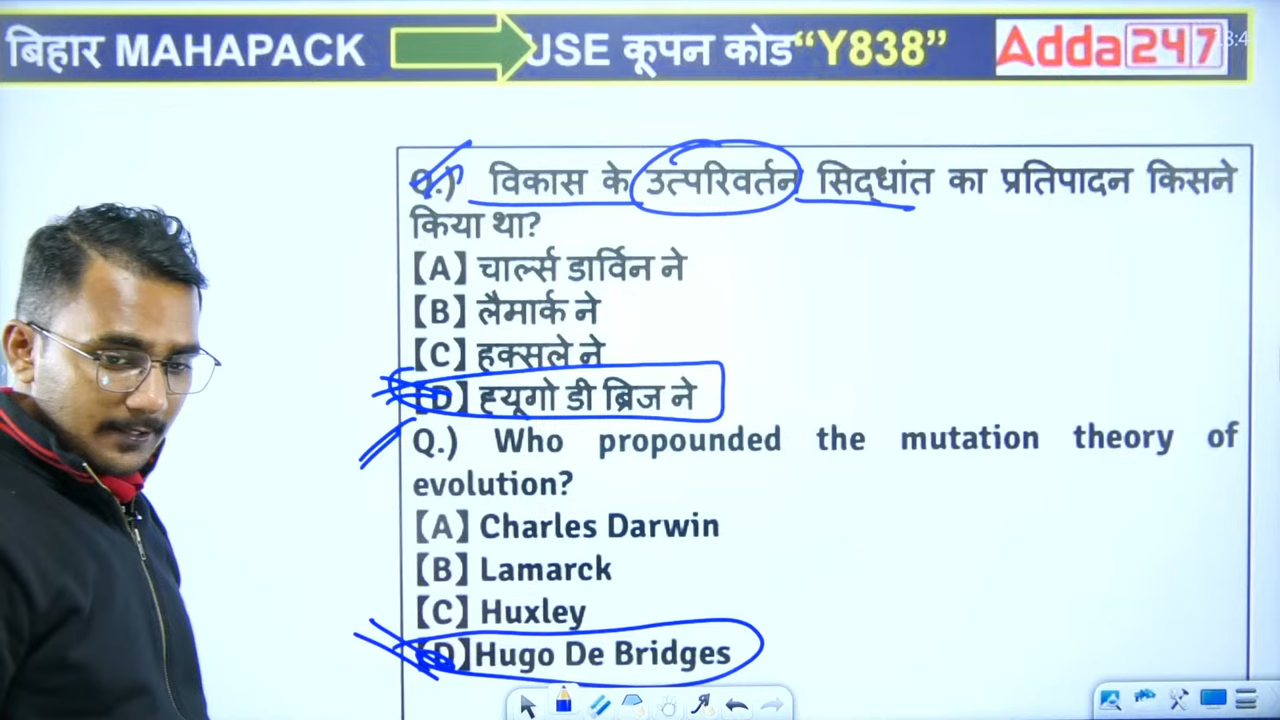 बिहार MAHAPACK USE कूपन कोड“Y838” Adda247
Q.) विकास के उत्परिवर्तन सिद्धांत का प्रतिपादन किसने
किया था?
【A】 चार्ल्स डार्विन ने
【B】 लैमार्क ने
【C】 हक्सले ने
【D】 ह्यूगो डी ब्रिज ने
Q.) Who propounded the mutation theory of
evolution?
【A】 Charles Darwin
【B】 Lamarck
【C】 Huxley
【D】Hugo De Bridges